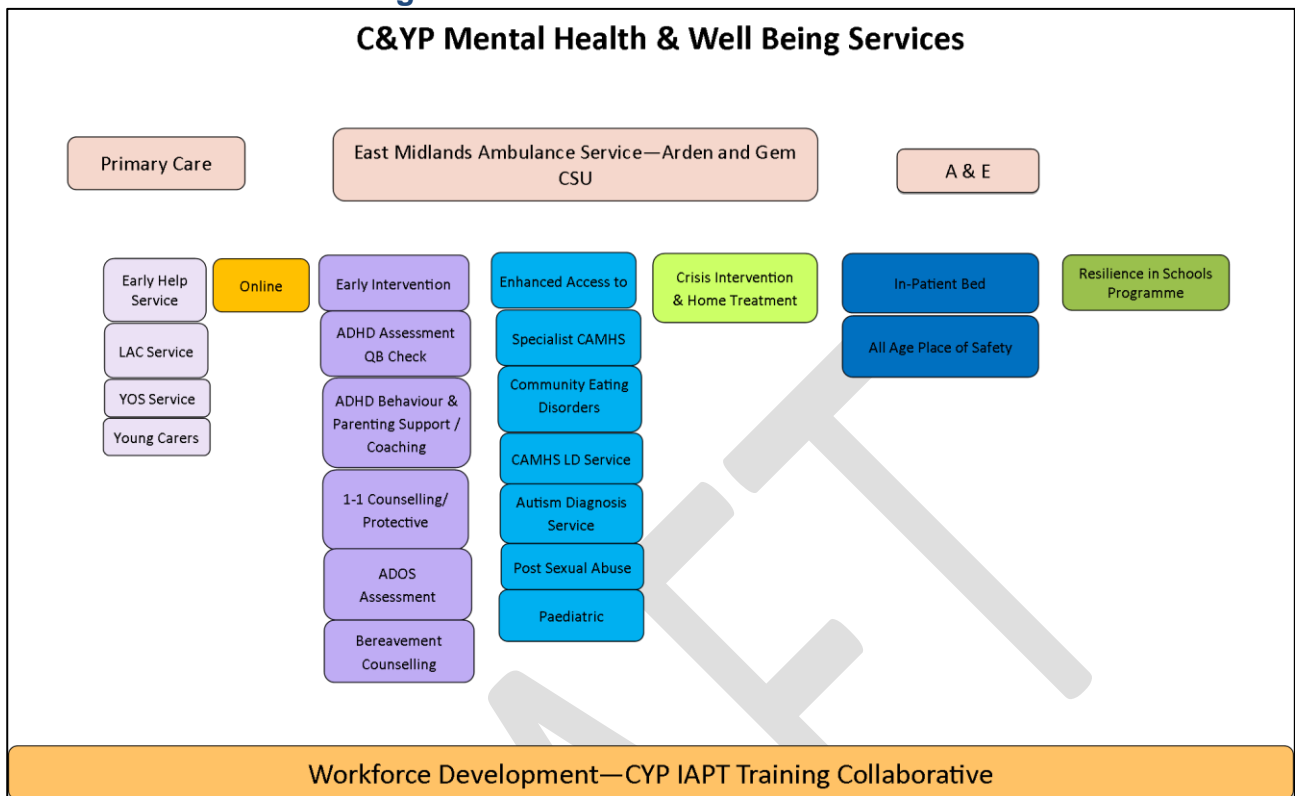 C&YP Mental Health & Well Being Services
Primary Care
East Midlands Ambulance Service—Arden and Gem
CSU
A & E
Early Help
Service
LAC Service
YOS Service
Young Carers
Online
Early Intervention
ADHD Assessment
QB Check
ADHD Behaviour &
Parenting Support /
Coaching
1-1 Counselling/
Protective
ADOS
Assessment
Bereavement
Counselling
Enhanced Access to
Specialist CAMHS
Community Eating
Disorders
CAMHS LD Service
Autism Diagnosis
Service
Post Sexual Abuse
Paediatric
Crisis Intervention
& Home Treatment
In-Patient Bed
All Age Place of Safety
Resilience in Schools
Programme
Workforce Development—CYP IAPT Training Collaborative